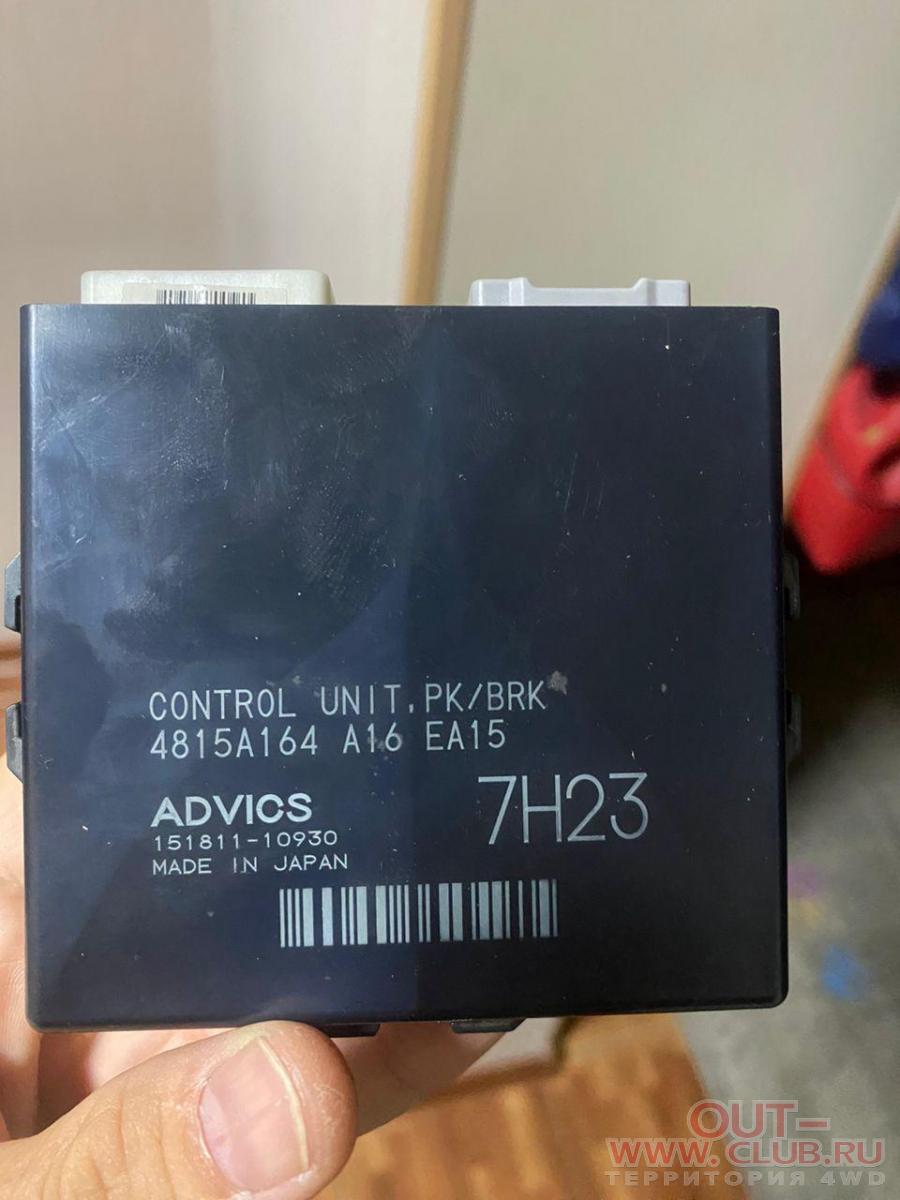 CONTROL UNIT, PK/BRK
4815A164 A16 EA15
ADVICS
7H23
151811-10930
MADE IN JAPAN
OUT-
WWW.CLUB.RU
ТЕРРИТОРИЯ 4WD